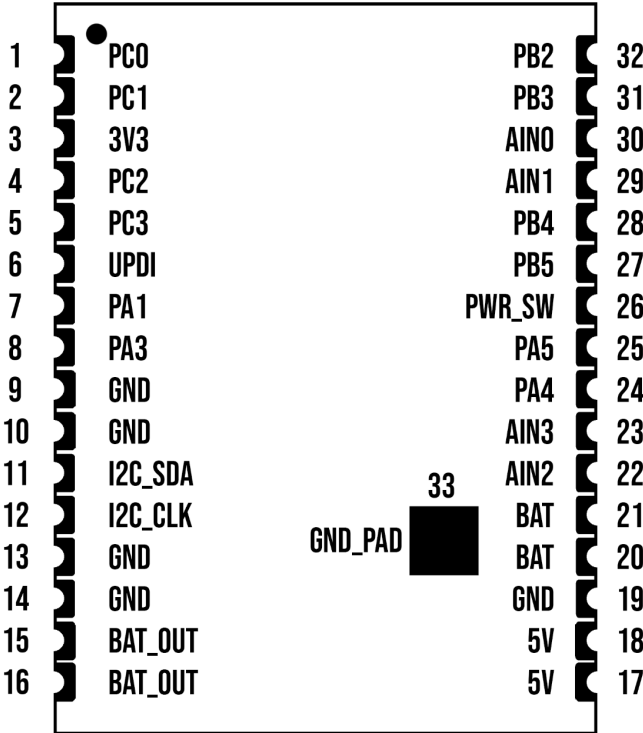 1 PC0 PB2 32
2 PC1 PB3 31
3 3V3 AIN0 30
4 PC2 AIN1 29
5 PC3 PB4 28
6 UPDI PB5 27
7 PA1 PWR_SW 26
8 PA3 PA5 25
9 GND PA4 24
10 GND AIN3 23
11 I2C_SDA AIN2 22
33
12 I2C_CLK BAT 21
GND_PAD
13 GND BAT 20
14 GND GND 19
15 BAT_OUT 5V 18
16 BAT_OUT 5V 17